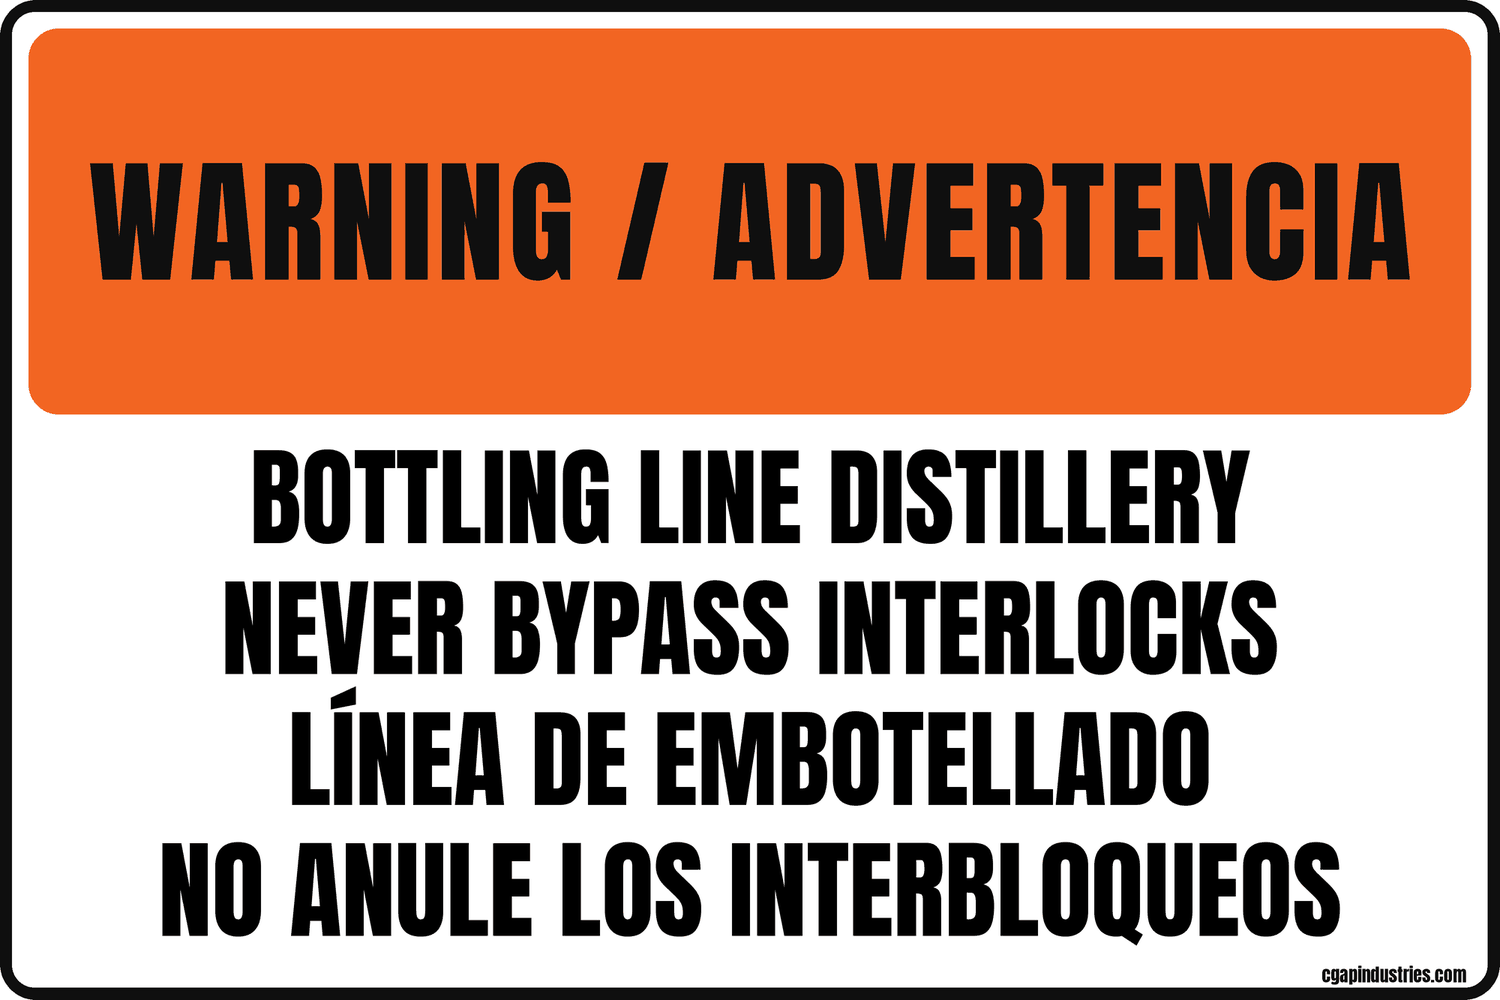 WARNING / ADVERTENCIA
BOTTLING LINE DISTILLERY
NEVER BYPASS INTERLOCKS
LÍNEA DE EMBOTELLADO
NO ANULE LOS INTERBLOQUEOS
cgapindustries.com